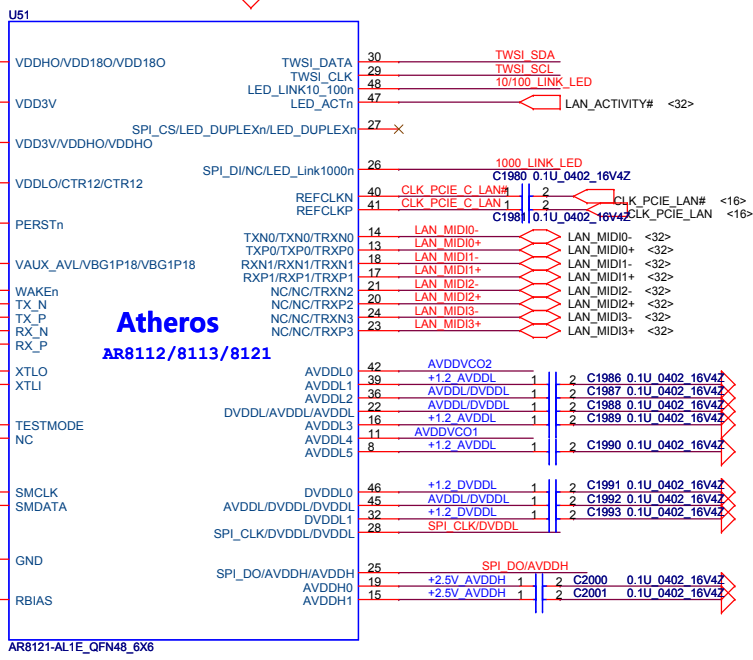 U51
VDDHO/VDD18O/VDD18O
VDD3V
VDD3V/VDDHO/VDDHO
VDDLO/CTR12/CTR12
PERSTn
VAUX_AVL/VBG1P18/VBG1P18
WAKEn
TX_N
TX_P
RX_N
RX_P
XTLO
XTLI
TESTMODE
NC
SMCLK
SMDATA
GND
RBIAS
Atheros
AR8112/8113/8121
TWSI_DATA 30 TWSI_SDA
TWSI_CLK 29 TWSI_SCL
LED_LINK10_100n 48 10/100_LINK_LED
LED_ACTn 47 LAN_ACTIVITY# <32>
SPI_CS/LED_DUPLEXn/LED_DUPLEXn 27
SPI_DI/NC/LED_Link1000n 26 1000_LINK_LED
C1980 0.1U_0402_16V4Z
REFCLKN 40 CLK_PCIE_C_LAN# 1 2 CLK_PCIE_LAN# <16>
REFCLKP 41 CLK_PCIE_C_LAN 1 2 CLK_PCIE_LAN <16>
C1981 0.1U_0402_16V4Z
TXN0/TXN0/TRXN0 14 LAN_MIDI0- LAN_MIDI0- <32>
TXP0/TXP0/TRXP0 13 LAN_MIDI0+ LAN_MIDI0+ <32>
RXN1/RXN1/TRXN1 18 LAN_MIDI1- LAN_MIDI1- <32>
RXP1/RXP1/TRXP1 17 LAN_MIDI1+ LAN_MIDI1+ <32>
NC/NC/TRXN2 21 LAN_MIDI2- LAN_MIDI2- <32>
NC/NC/TRXP2 20 LAN_MIDI2+ LAN_MIDI2+ <32>
NC/NC/TRXN3 24 LAN_MIDI3- LAN_MIDI3- <32>
NC/NC/TRXP3 23 LAN_MIDI3+ LAN_MIDI3+ <32>
AVDDL0 42 AVDDVCO2
AVDDL1 39 +1.2_AVDDL 1 2 C1986 0.1U_0402_16V4Z
AVDDL2 36 AVDDL/DVDDL 1 2 C1987 0.1U_0402_16V4Z
DVDDL/AVDDL/AVDDL 22 AVDDL/DVDDL 1 2 C1988 0.1U_0402_16V4Z
AVDDL3 16 +1.2_AVDDL 1 2 C1989 0.1U_0402_16V4Z
AVDDL4 11 AVDDVCO1
AVDDL5 8 +1.2_AVDDL 1 2 C1990 0.1U_0402_16V4Z
DVDDL0 46 +1.2_DVDDL 1 2 C1991 0.1U_0402_16V4Z
AVDDL/DVDDL/DVDDL 45 AVDDL/DVDDL 1 2 C1992 0.1U_0402_16V4Z
DVDDL1 32 +1.2_DVDDL 1 2 C1993 0.1U_0402_16V4Z
SPI_CLK/DVDDL/DVDDL 28 SPI_CLK/DVDDL
SPI_DO/AVDDH/AVDDH 25 SPI_DO/AVDDH
AVDDH0 19 +2.5V_AVDDH 1 2 C2000 0.1U_0402_16V4Z
AVDDH1 15 +2.5V_AVDDH 1 2 C2001 0.1U_0402_16V4Z
AR8121-AL1E_QFN48_6X6